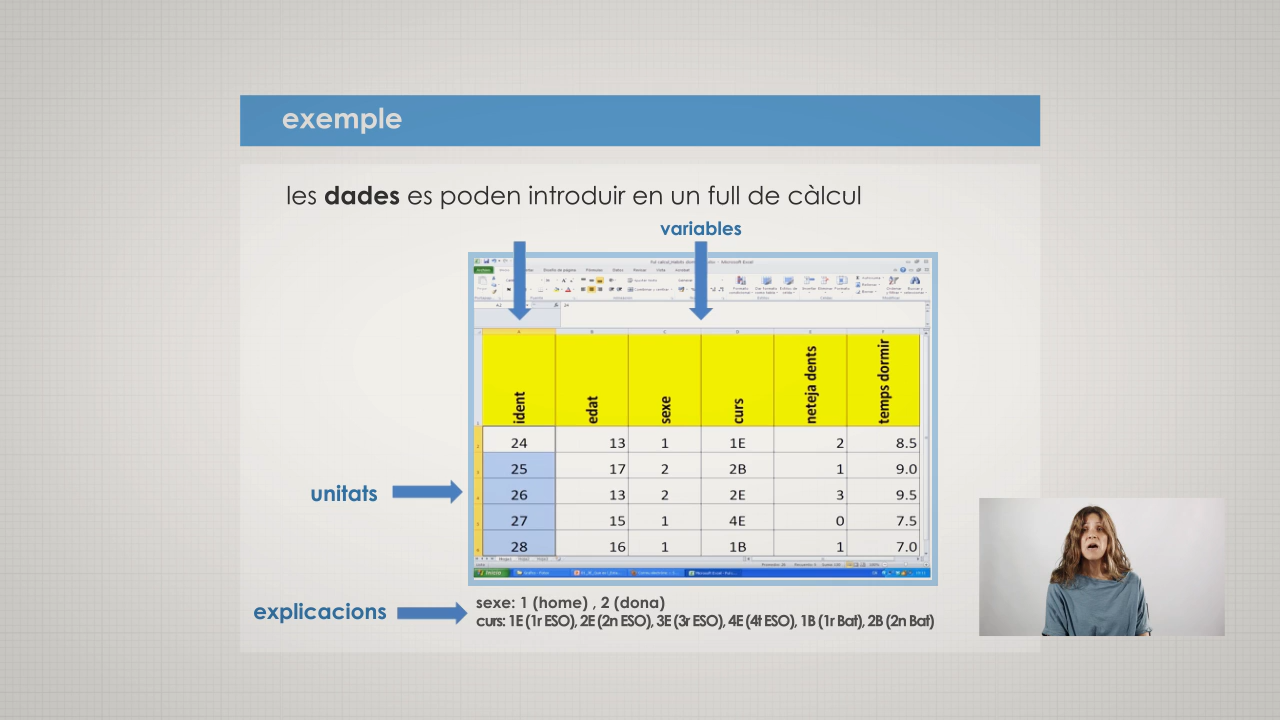 exemple
les dades es poden introduir en un full de càlcul
variables
ident edat sexe curs neteja dents temps dormir
24 13 1 1E 2 8.5
25 17 2 2B 1 9.0
unitats
26 13 2 2E 3 9.5
27 15 1 4E 0 7.5
28 16 1 1B 1 7.0
explicacions
sexe: 1 (home) , 2 (dona)
curs: 1E (1r ESO), 2E (2n ESO), 3E (3r ESO), 4E (4t ESO), 1B (1r Bat), 2B (2n Bat)